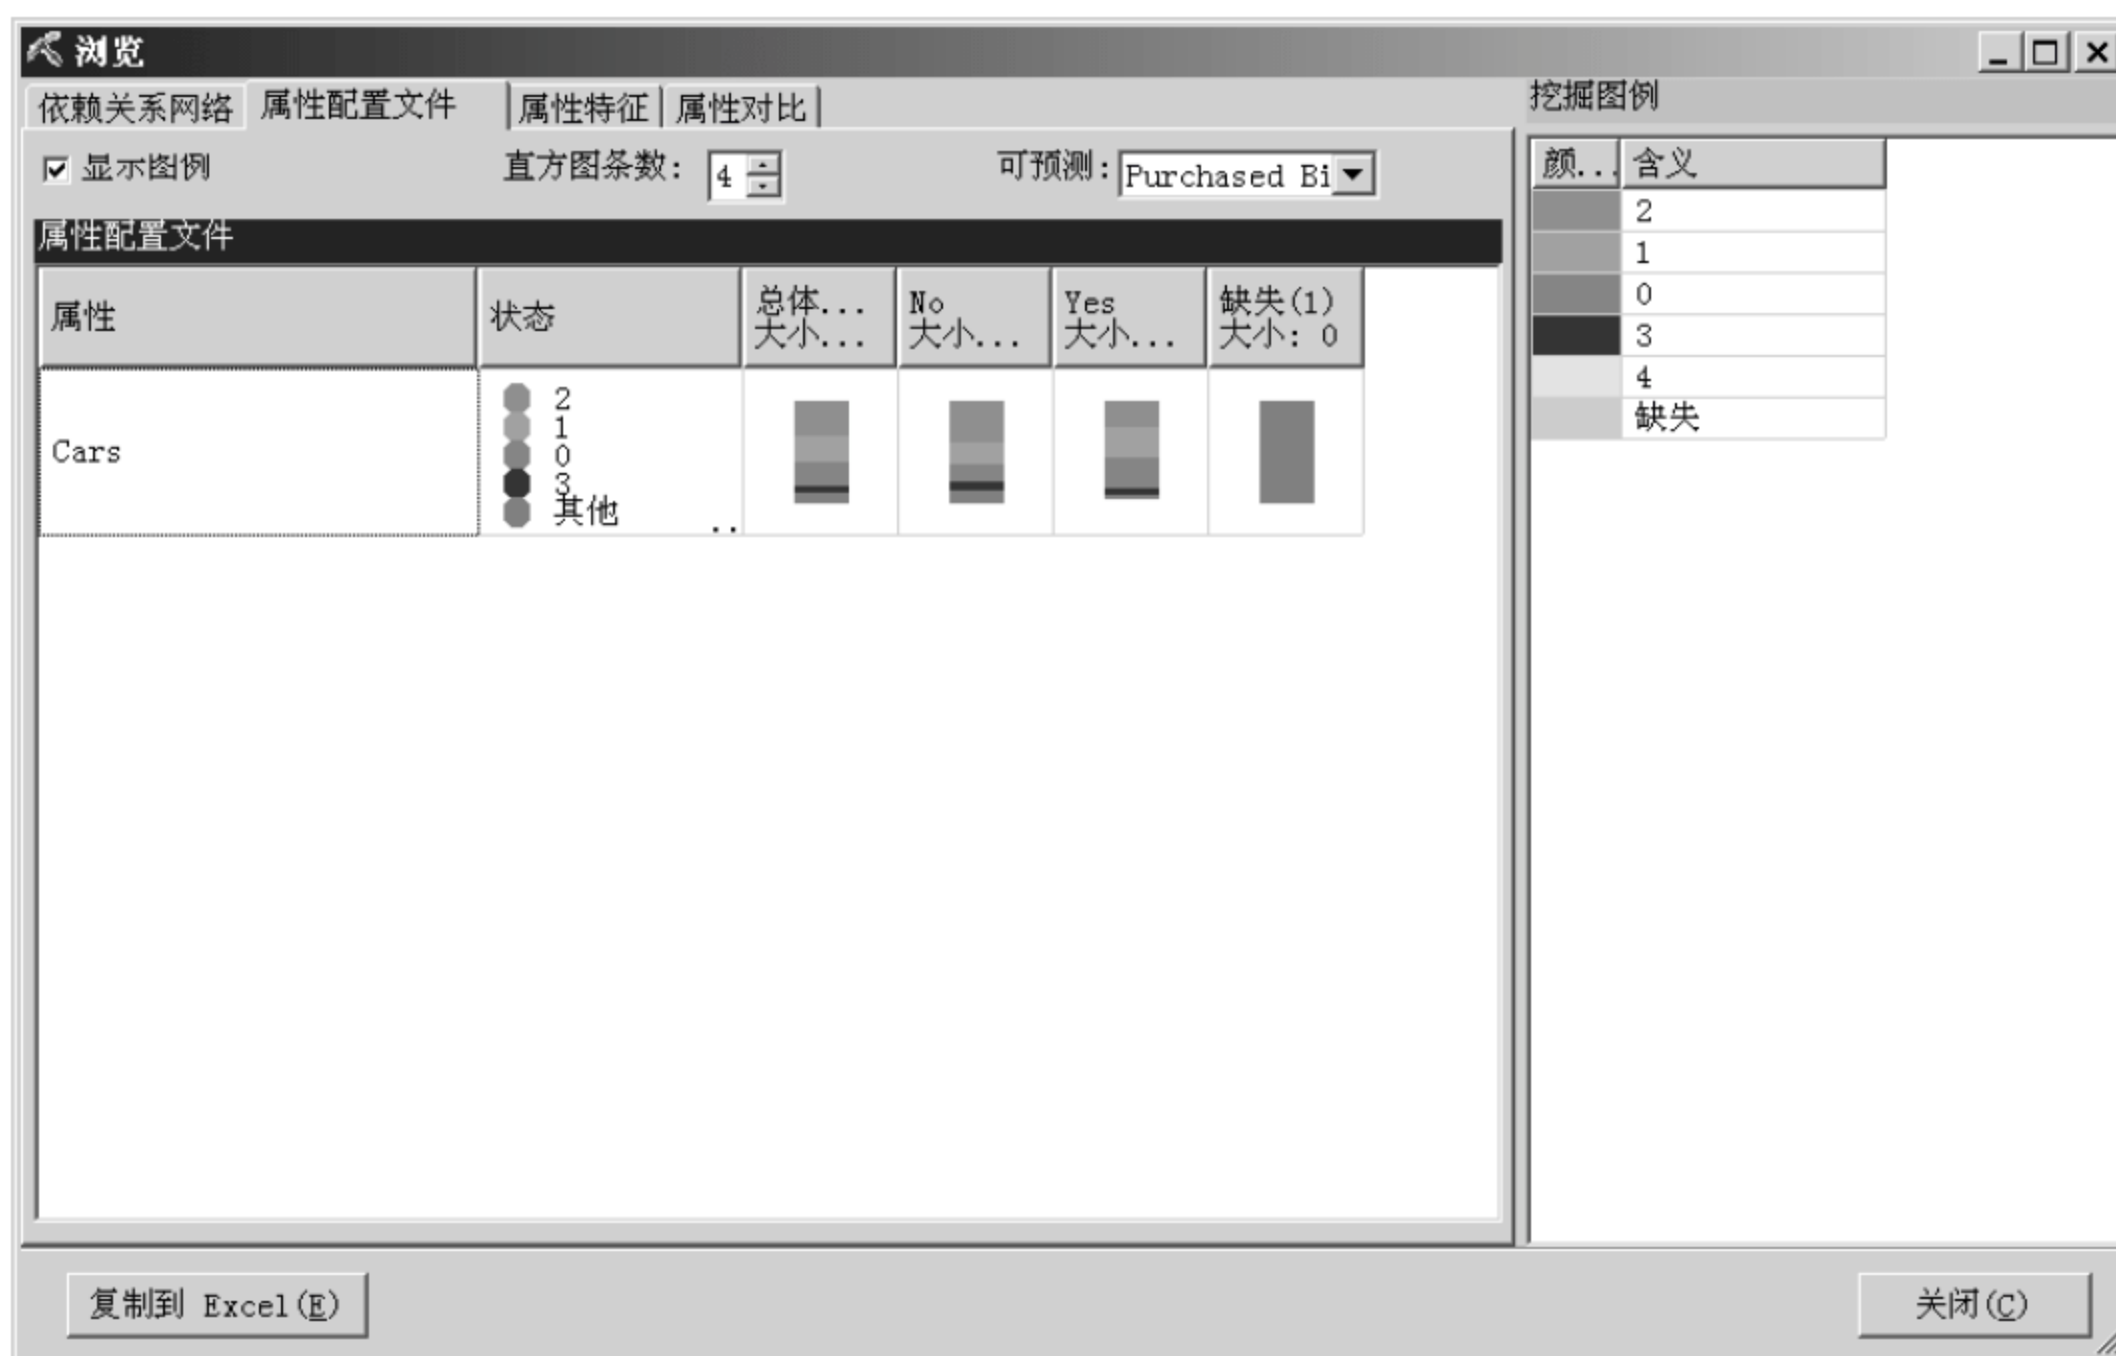 浏览
依赖关系网络 属性配置文件 属性特征 属性对比
显示图例 直方图条数: 4 可预测: Purchased Bi
属性配置文件
属性 状态 总体... No Yes 缺失(1)
大小... 大小... 大小... 大小: 0
Cars
2
1
0
3
其他 ..
挖掘图例
颜... 含义
2
1
0
3
4
缺失
复制到 Excel(E) 关闭(C)